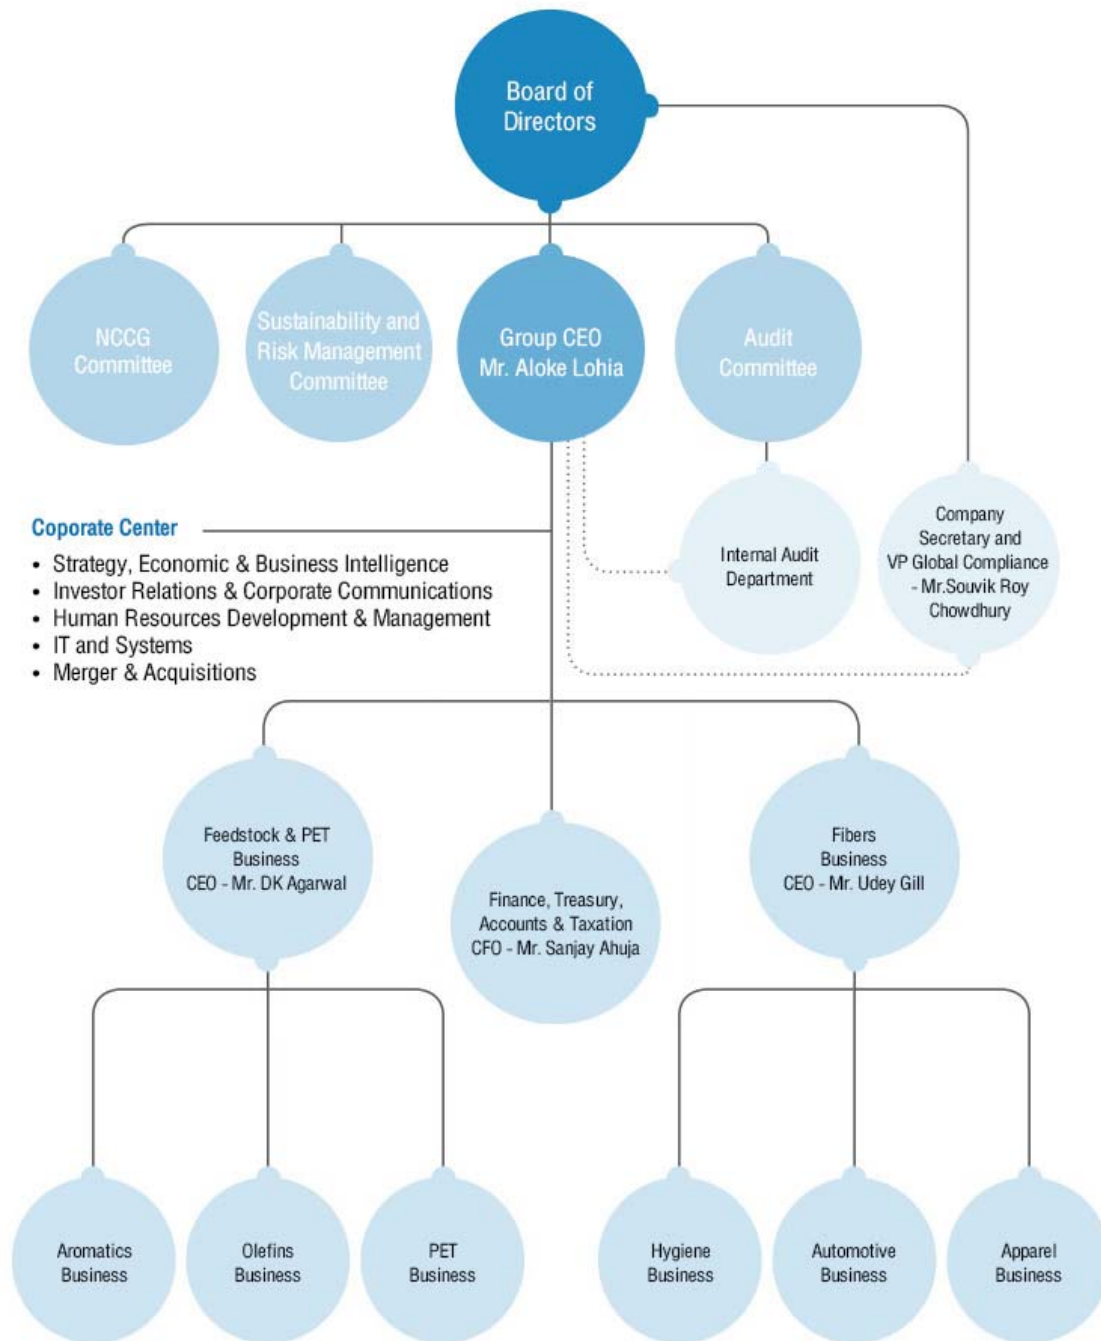 Board of
Directors
NCCG
Committee
Sustainability and
Risk Management
Committee
Group CEO
Mr. Aloke Lohia
Audit
Committee
Coporate Center
• Strategy, Economic & Business Intelligence
• Investor Relations & Corporate Communications
• Human Resources Development & Management
• IT and Systems
• Merger & Acquisitions
Internal Audit
Department
Company
Secretary and
VP Global Compliance
- Mr.Souvik Roy
Chowdhury
Feedstock & PET
Business
CEO - Mr. DK Agarwal
Finance, Treasury,
Accounts & Taxation
CFO - Mr. Sanjay Ahuja
Fibers
Business
CEO - Mr. Udey Gill
Aromatics
Business
Olefins
Business
PET
Business
Hygiene
Business
Automotive
Business
Apparel
Business